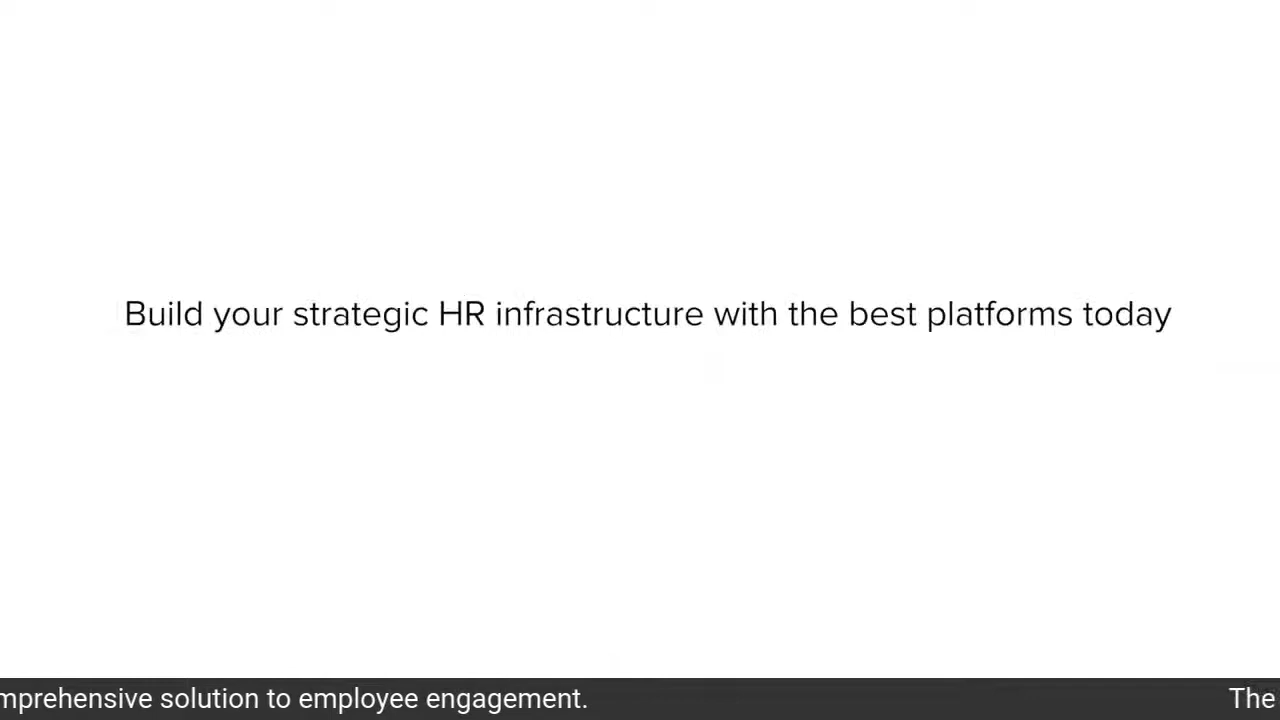 Build your strategic HR infrastructure with the best platforms today
mprehensive solution to employee engagement. The